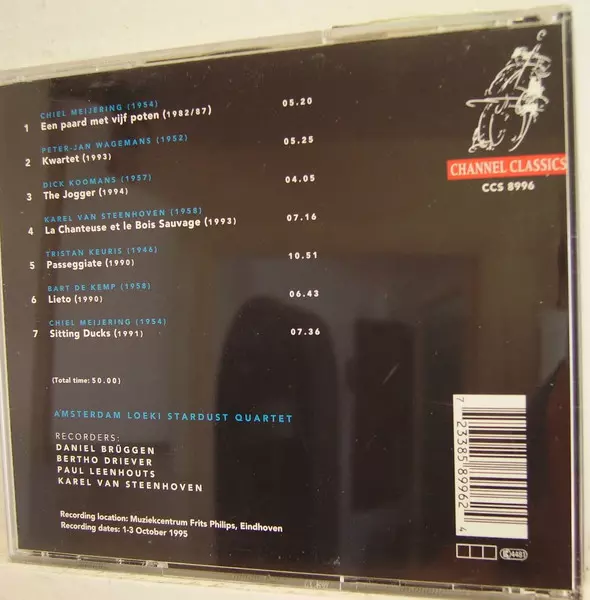 CHIEL MEIJERING (1954)
1 Een paard met vijf poten (1982/87) 05.20
PETER-JAN WAGEMANS (1952)
2 Kwartet (1993) 05.25
DICK KOOMANS (1957)
3 The Jogger (1994) 04.05
KAREL VAN STEENHOVEN (1958)
4 La Chanteuse et le Bois Sauvage (1993) 07.16
TRISTAN KEURIS (1946)
5 Passeggiate (1990) 10.51
BART DE KEMP (1958)
6 Lieto (1990) 06.43
CHIEL MEIJERING (1954)
7 Sitting Ducks (1991) 07.36
(Total time: 50.00)
AMSTERDAM LOEKI STARDUST QUARTET
RECORDERS:
DANIEL BRÜGGEN
BERTHO DRIEVER
PAUL LEENHOUTS
KAREL VAN STEENHOVEN
Recording location: Muziekcentrum Frits Philips, Eindhoven
Recording dates: 1-3 October 1995
CHANNEL CLASSICS
CCS 8996
7 23385 89962 4
4481